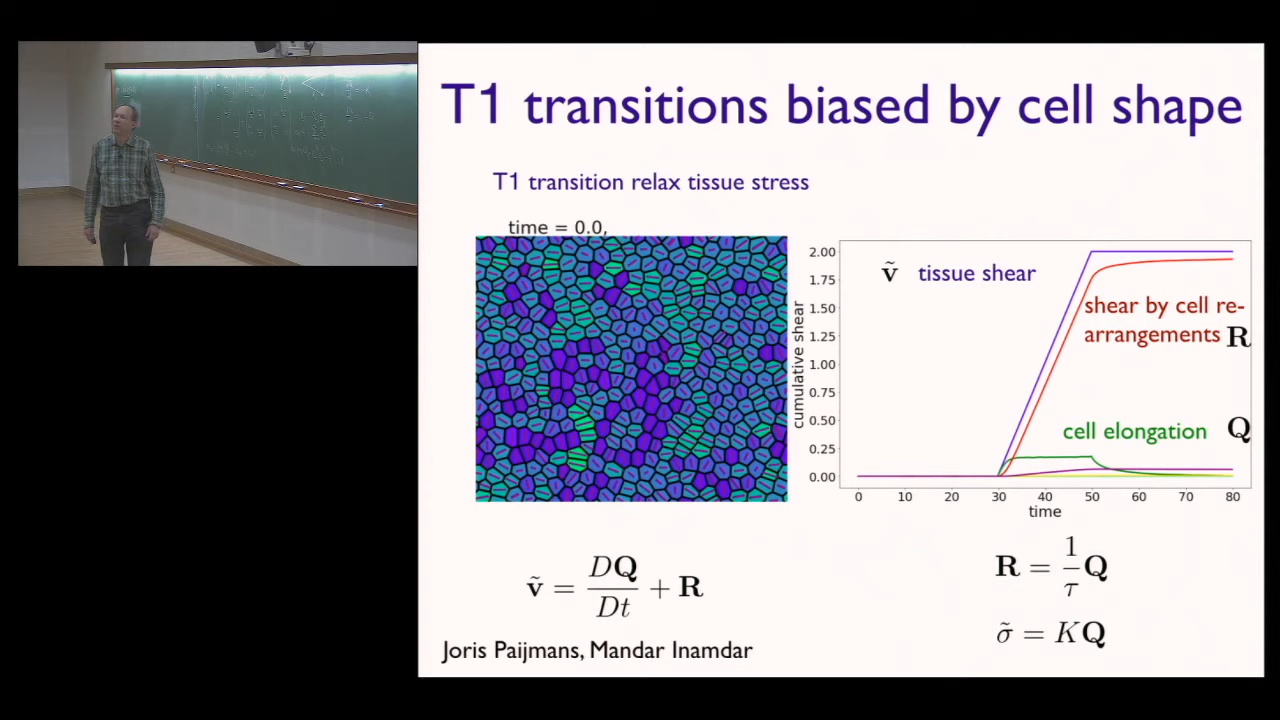 T1 transitions biased by cell shape
T1 transition relax tissue stress
time = 0.0,
ṽ tissue shear
shear by cell re-
arrangements R
cell elongation Q
cumulative shear
2.00
1.75
1.50
1.25
1.00
0.75
0.50
0.25
0.00
0 10 20 30 40 50 60 70 80
time
ṽ = DQ/Dt + R
R = 1/τ Q
σ̃ = KQ
Joris Paijmans, Mandar Inamdar